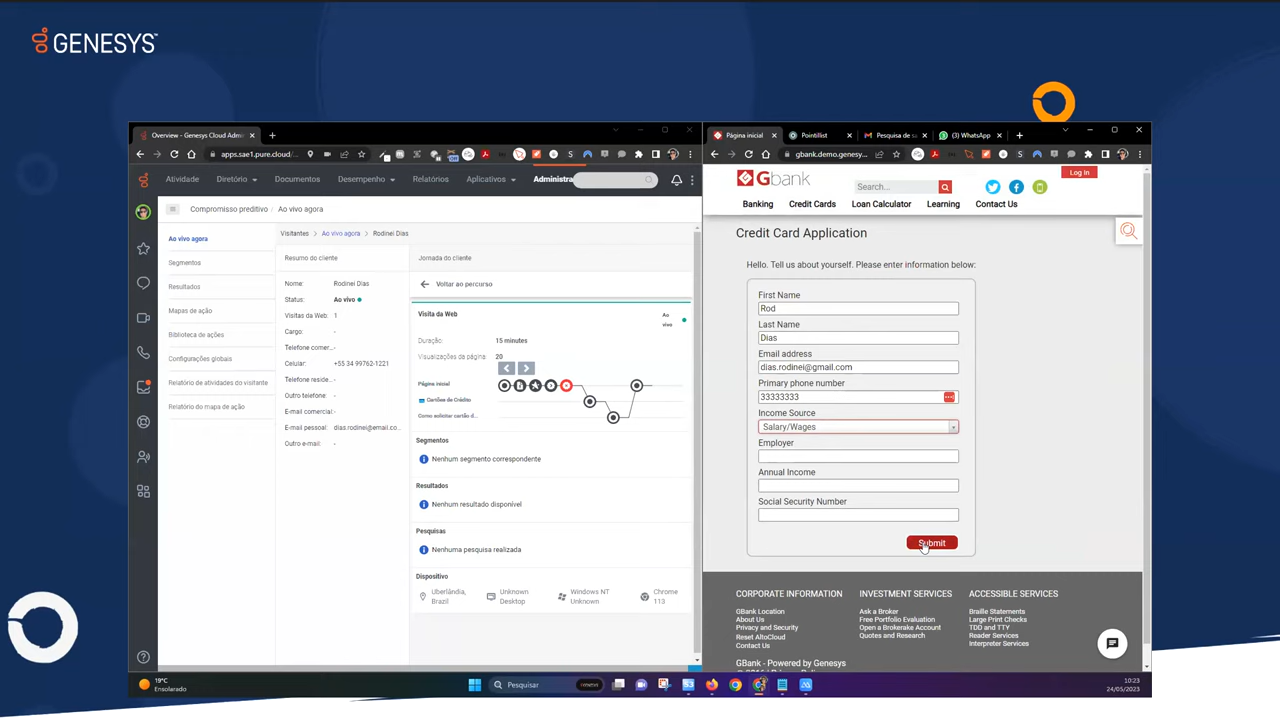 GENESYS
Overview - Genesys Cloud Admi
apps.sae1.pure.cloud/
Atividade
Diretório
Documentos
Desempenho
Relatórios
Aplicativos
Administra
Compromisso preditivo / Ao vivo agora
Ao vivo agora
Segmentos
Resultados
Mapas de ação
Biblioteca de ações
Configurações globais
Relatório de atividades do visitante
Relatório do mapa de ação
Visitantes > Ao vivo agora > Rodinei Dias
Resumo do cliente
Nome: Rodinei Dias
Status: Ao vivo
Visitas da Web: 1
Cargo: -
Telefone comer... -
Celular: +55 34 99762-1221
Telefone reside... -
Outro telefone: -
E-mail comercial: -
E-mail pessoal: dias.rodinei@email.co...
Outro e-mail: -
Jornada do cliente
Voltar ao percurso
Visita da Web
Ao
vivo
Duração: 15 minutes
Visualizações da página: 20
Página inicial
Cartões de Crédito
Como solicitar cartão d...
Segmentos
Nenhum segmento correspondente
Resultados
Nenhum resultado disponível
Pesquisas
Nenhuma pesquisa realizada
Dispositivo
Uberlândia,
Brazil
Unknown
Desktop
Windows NT
Unknown
Chrome
113
Página inicial
Pointillist
Pesquisa de sa
(3) WhatsApp
gbank.demo.genesy...
Log In
Gbank
Search...
Banking
Credit Cards
Loan Calculator
Learning
Contact Us
Credit Card Application
Hello. Tell us about yourself. Please enter information below:
First Name
Rod
Last Name
Dias
Email address
dias.rodinei@gmail.com
Primary phone number
33333333
Income Source
Salary/Wages
Employer
Annual Income
Social Security Number
Submit
CORPORATE INFORMATION
GBank Location
About Us
Privacy and Security
Reset AltoCloud
Contact Us
INVESTMENT SERVICES
Ask a Broker
Free Portfolio Evaluation
Open a Brokerake Account
Quotes and Research
ACCESSIBLE SERVICES
Braille Statements
Large Print Checks
TDD and TTY
Reader Services
Interpreter Services
GBank - Powered by Genesys
19°C
Ensolarado
Pesquisar
10:23
24/05/2023